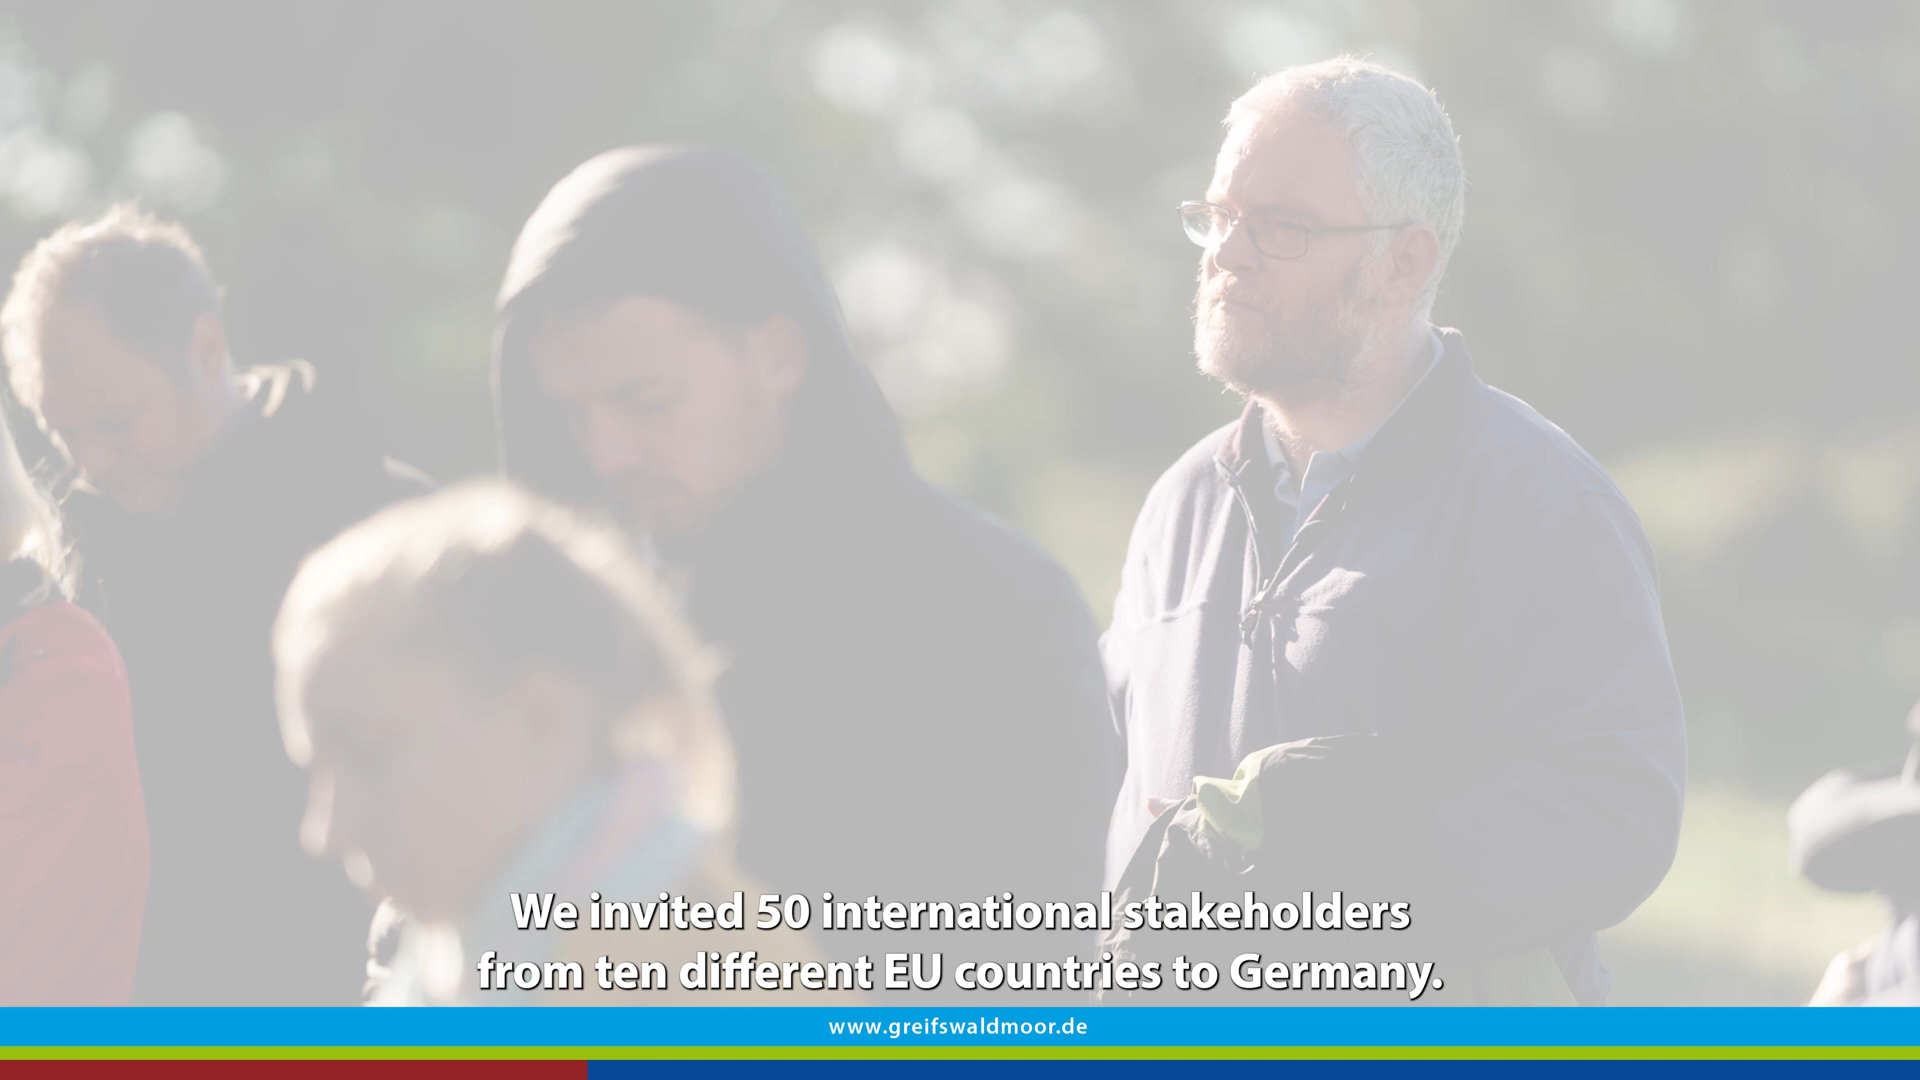 We invited 50 international stakeholders
from ten different EU countries to Germany.
www.greifswaldmoor.de